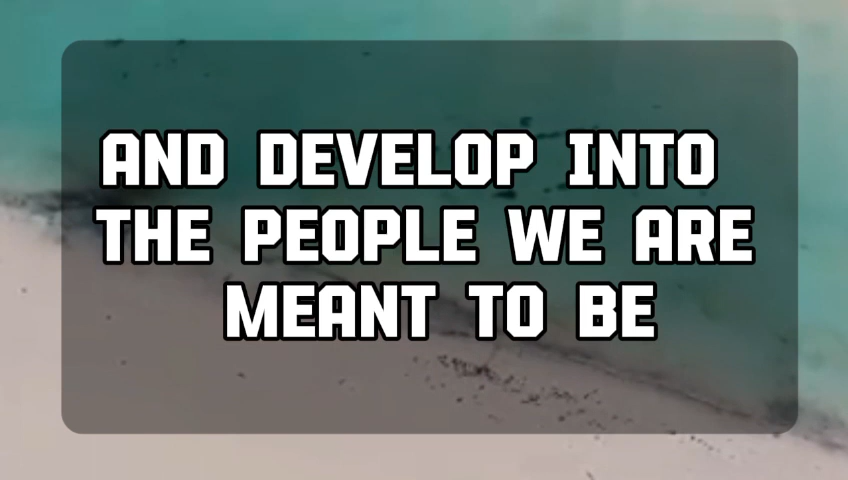 AND DEVELOP INTO
THE PEOPLE WE ARE
MEANT TO BE